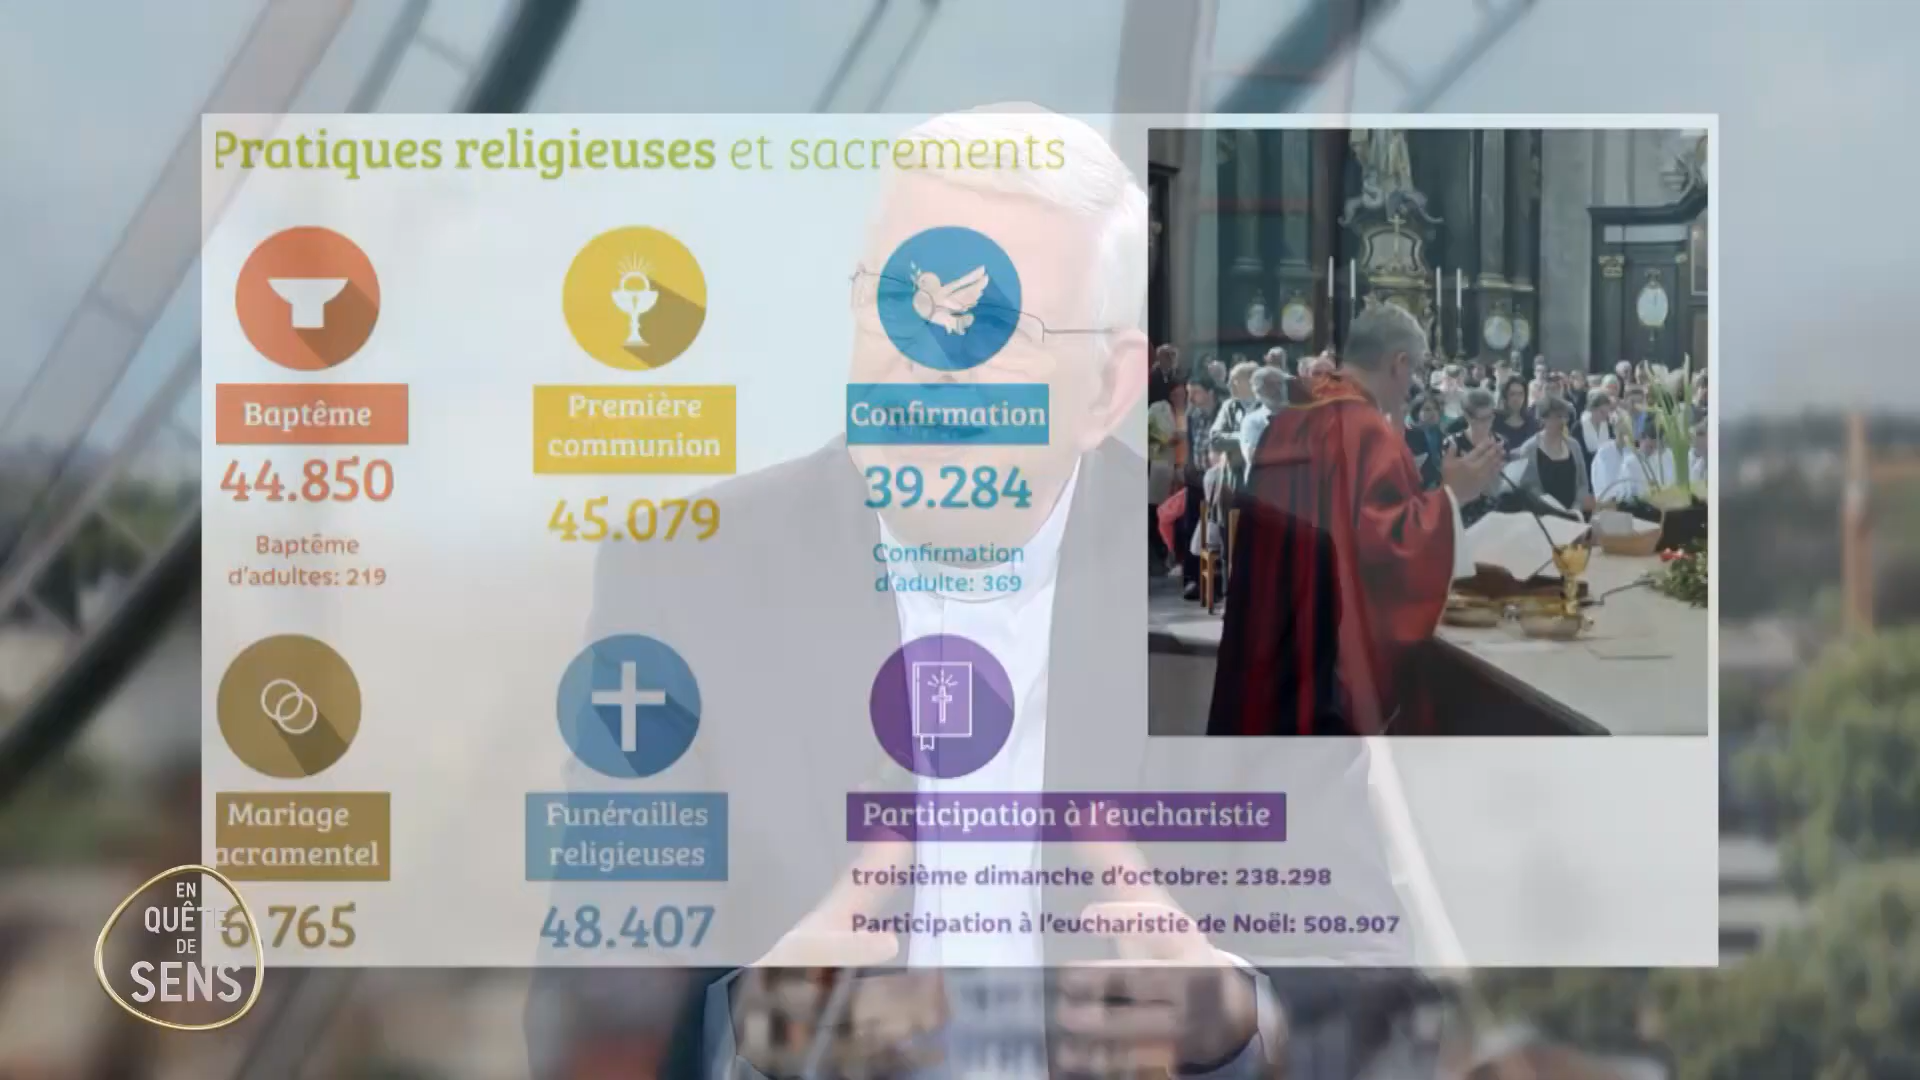 Pratiques religieuses et sacrements
Baptême
44.850
Baptême
d'adultes: 219
Première
communion
45.079
Confirmation
39.284
Confirmation
d'adulte: 369
Mariage
acramentel
6.765
Funérailles
religieuses
48.407
Participation à l'eucharistie
troisième dimanche d'octobre: 238.298
Participation à l'eucharistie de Noël: 508.907
EN
QUÊTE
DE
SENS